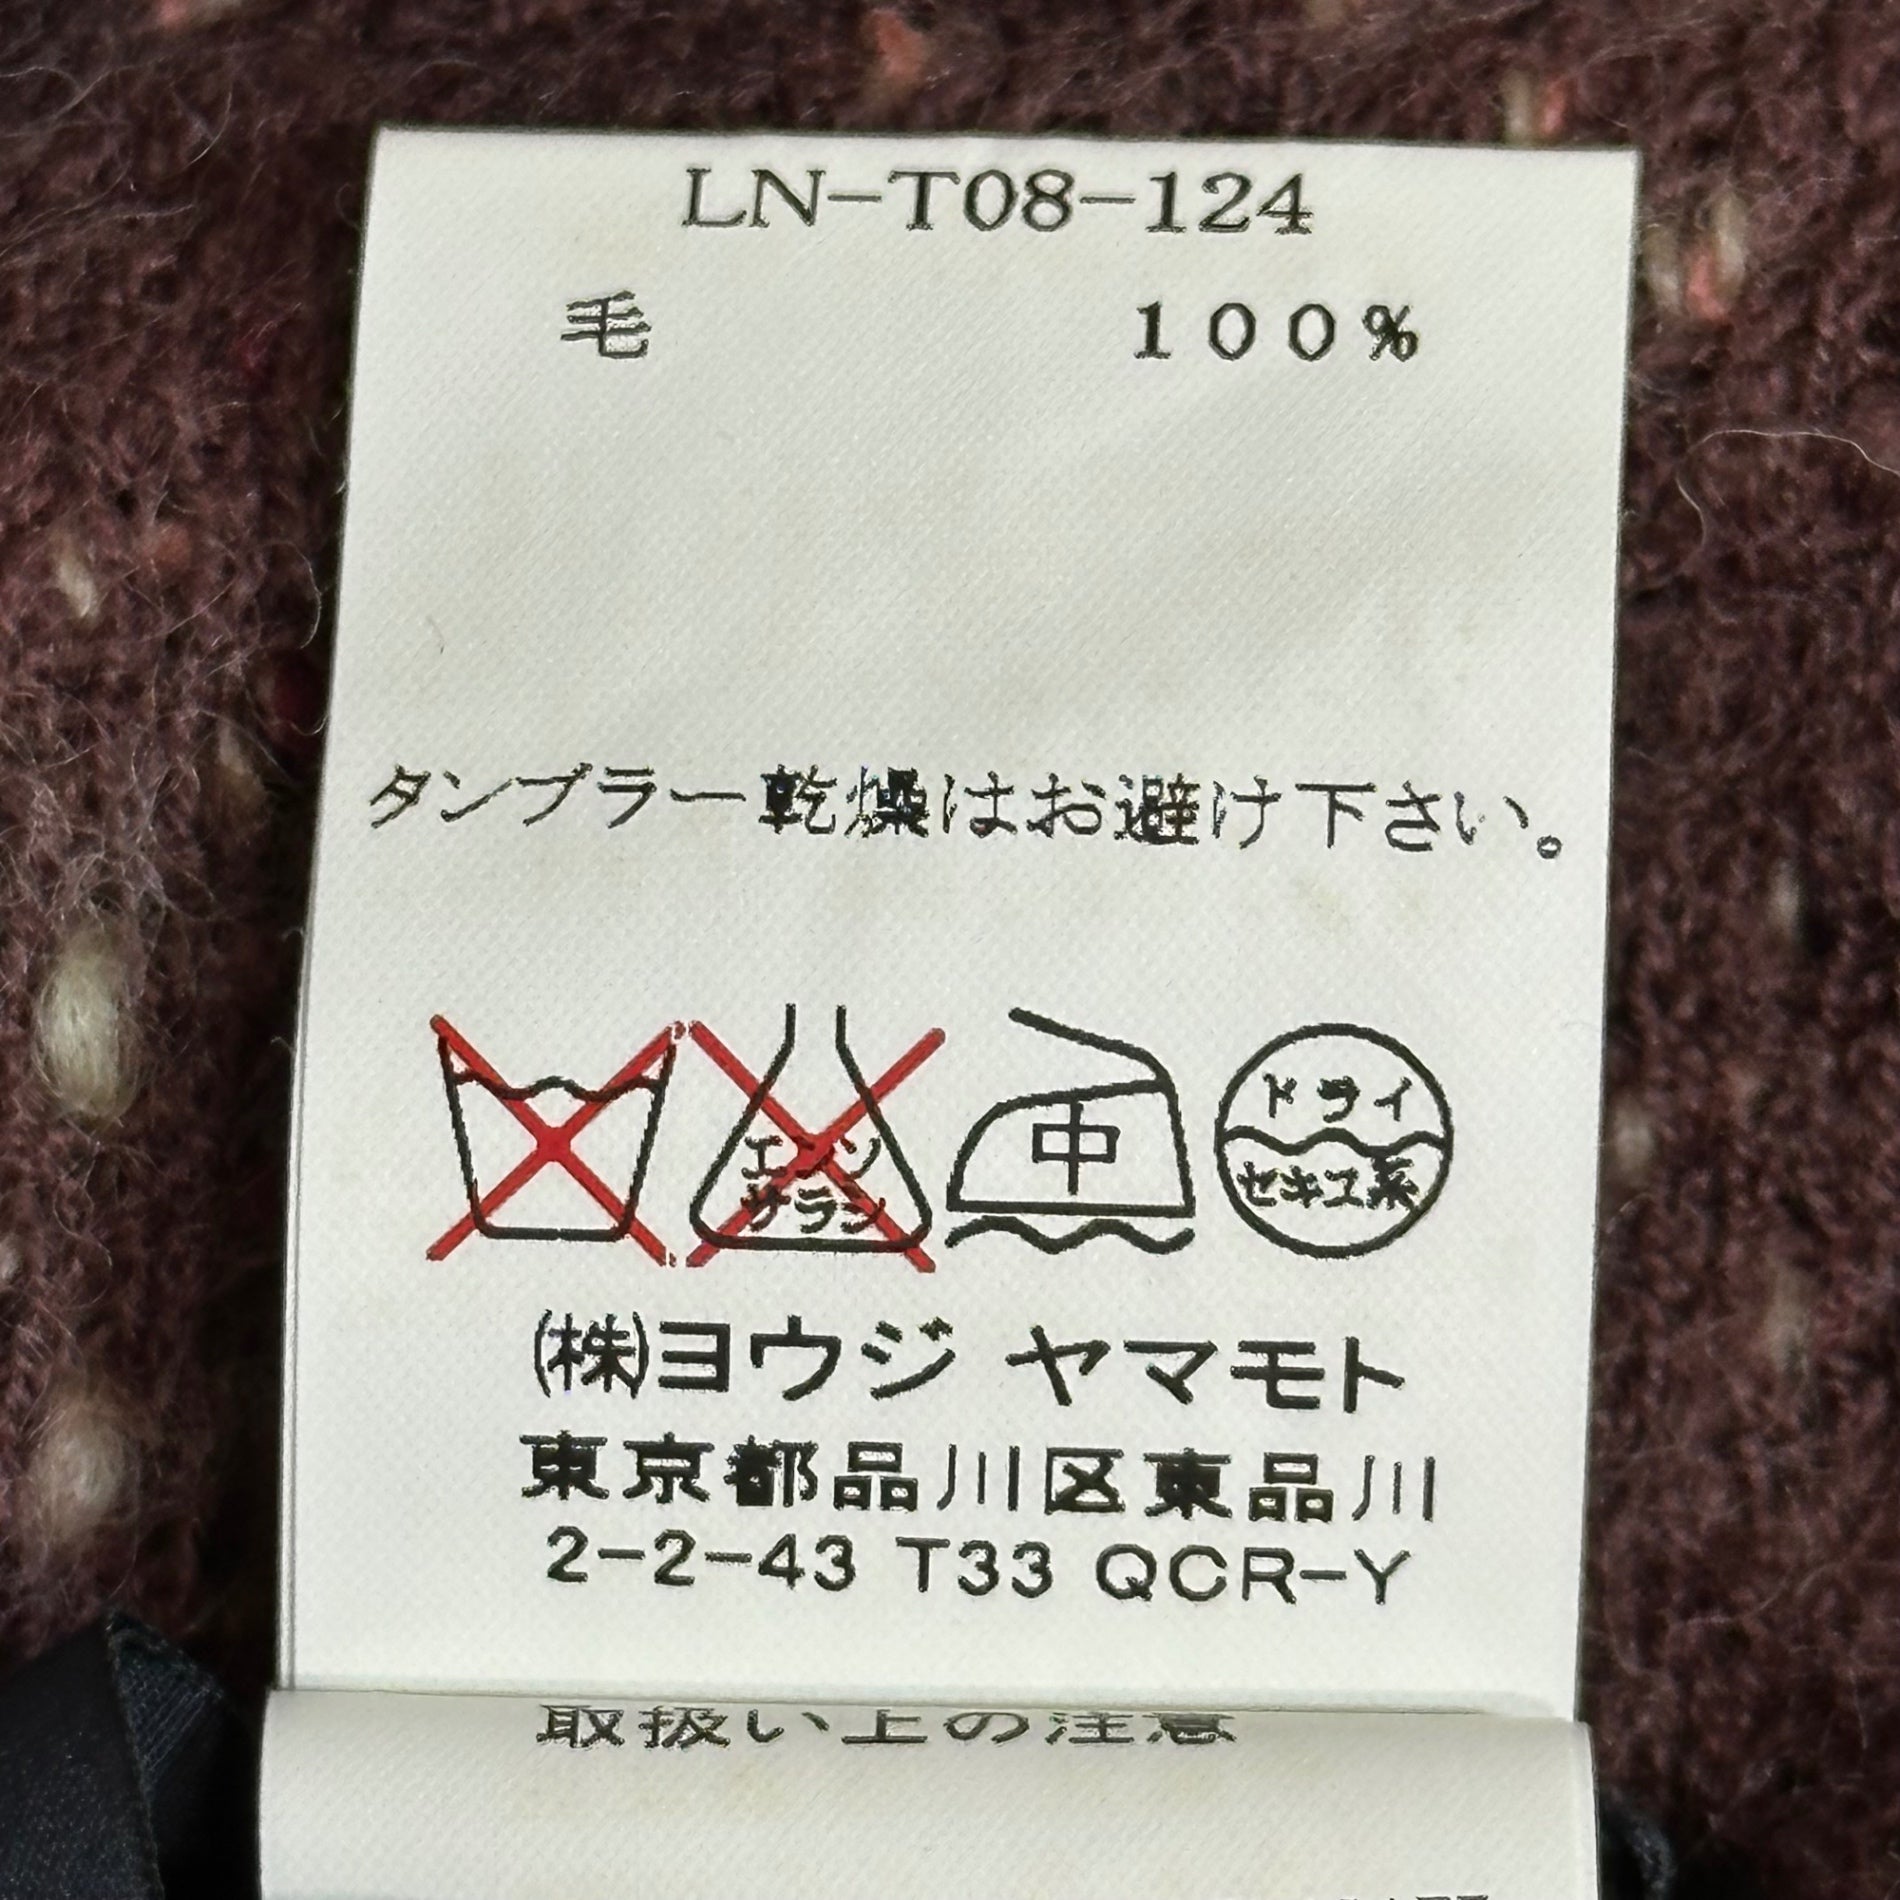 LN-T08-124
毛 100%
タンブラー乾燥はお避け下さい。
エンソ
サラシ
中
ドライ
セキユ系
(株)ヨウジ ヤマモト
東京都品川区東品川
2-2-43 T33 QCR-Y
取扱い上の注意